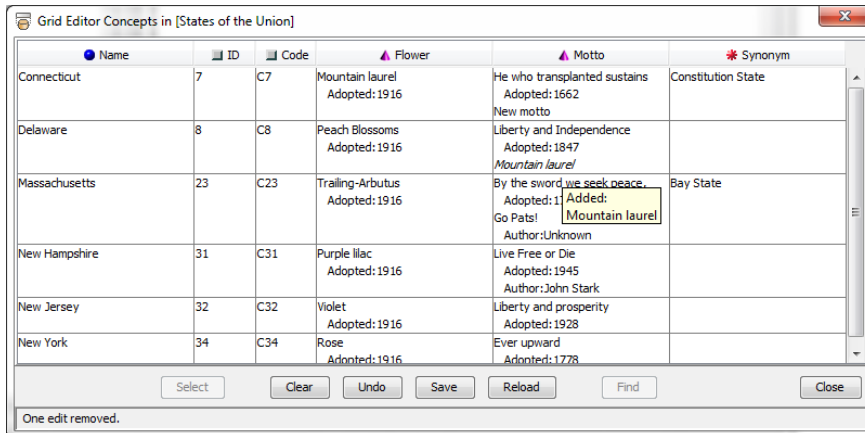 Grid Editor Concepts in [States of the Union]
Name ID Code Flower Motto Synonym
Connecticut 7 C7 Mountain laurel He who transplanted sustains Constitution State
Adopted:1916 Adopted:1662
New motto
Delaware 8 C8 Peach Blossoms Liberty and Independence
Adopted:1916 Adopted:1847
Mountain laurel
Massachusetts 23 C23 Trailing-Arbutus By the sword we seek peace, Bay State
Adopted:1916 Adopted:1
Added:
Go Pats! Mountain laurel
Author:Unknown
New Hampshire 31 C31 Purple lilac Live Free or Die
Adopted:1916 Adopted:1945
Author:John Stark
New Jersey 32 C32 Violet Liberty and prosperity
Adopted:1916 Adopted:1928
New York 34 C34 Rose Ever upward
Adopted:1916 Adopted:1778
Select Clear Undo Save Reload Find Close
One edit removed.